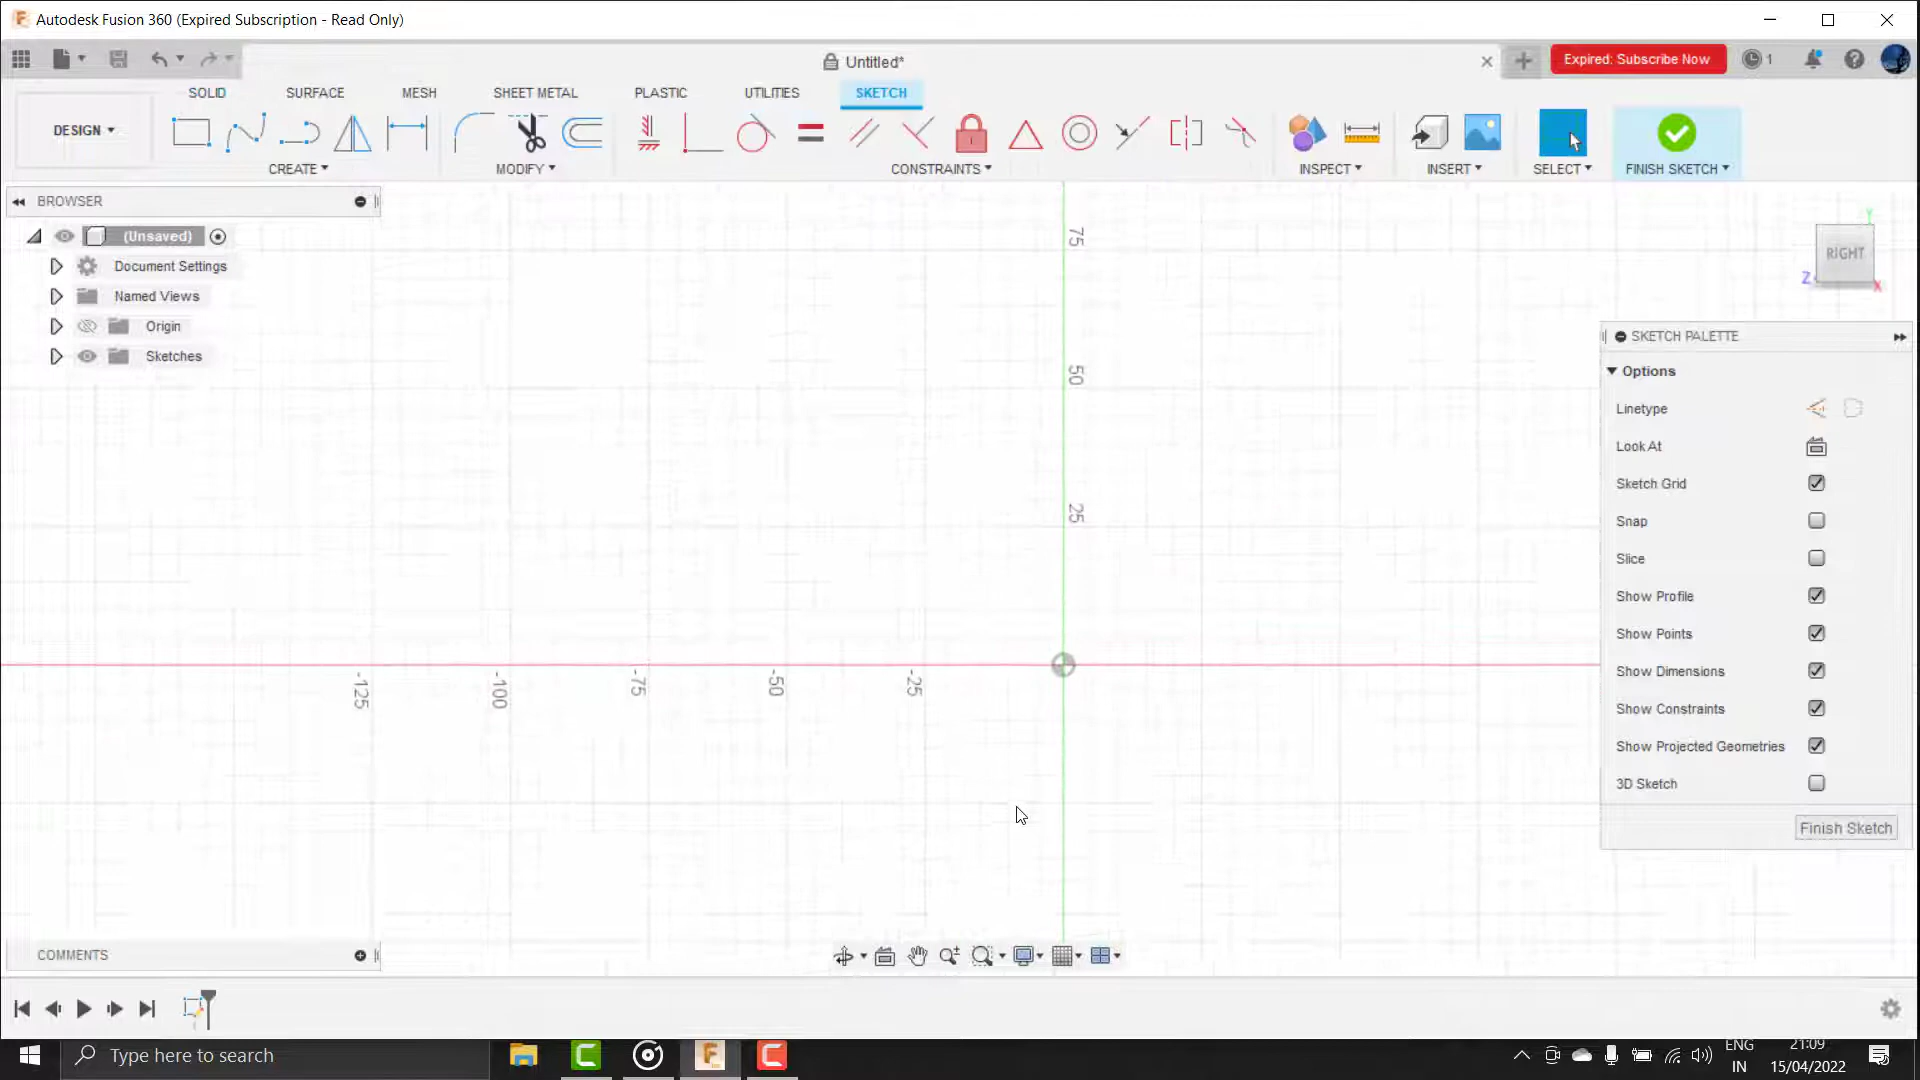 Autodesk Fusion 360 (Expired Subscription - Read Only)
Untitled*
Expired: Subscribe Now
1
SOLID
SURFACE
MESH
SHEET METAL
PLASTIC
UTILITIES
SKETCH
DESIGN
CREATE
MODIFY
CONSTRAINTS
INSPECT
INSERT
SELECT
FINISH SKETCH
BROWSER
(Unsaved)
Document Settings
Named Views
Origin
Sketches
75
50
25
-125
-100
-75
-50
-25
Y
RIGHT
Z
X
SKETCH PALETTE
Options
Linetype
Look At
Sketch Grid
Snap
Slice
Show Profile
Show Points
Show Dimensions
Show Constraints
Show Projected Geometries
3D Sketch
Finish Sketch
COMMENTS
Type here to search
ENG
IN
21:09
15/04/2022